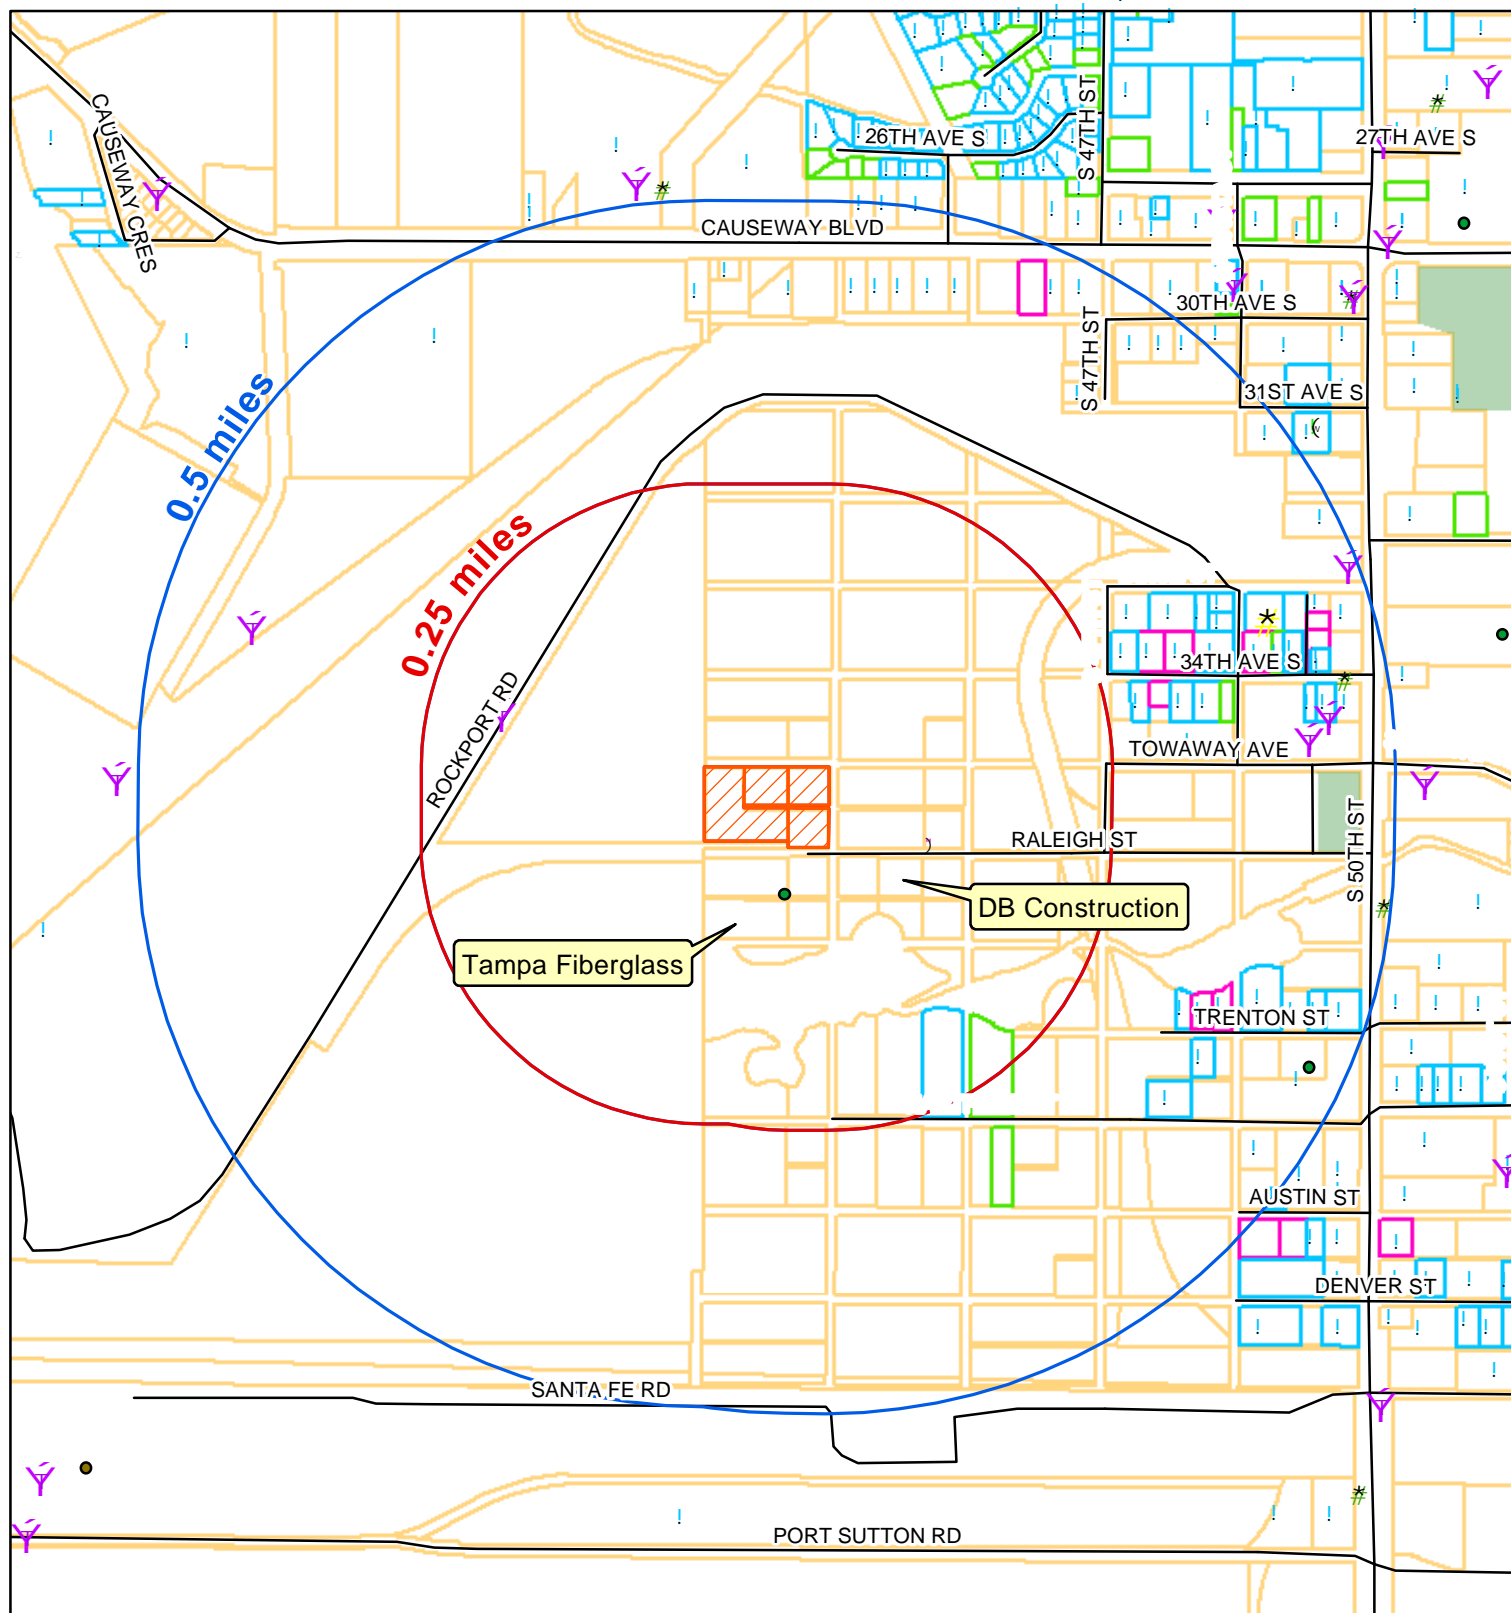 26TH AVE S
S 47TH ST
27TH AVE S
CAUSEWAY CRES
CAUSEWAY BLVD
30TH AVE S
S 47TH ST
31ST AVE S
0.5 miles
0.25 miles
34TH AVE S
ROCKPORT RD
TOWAWAY AVE
RALEIGH ST
S 50TH ST
DB Construction
Tampa Fiberglass
TRENTON ST
AUSTIN ST
DENVER ST
SANTA FE RD
PORT SUTTON RD